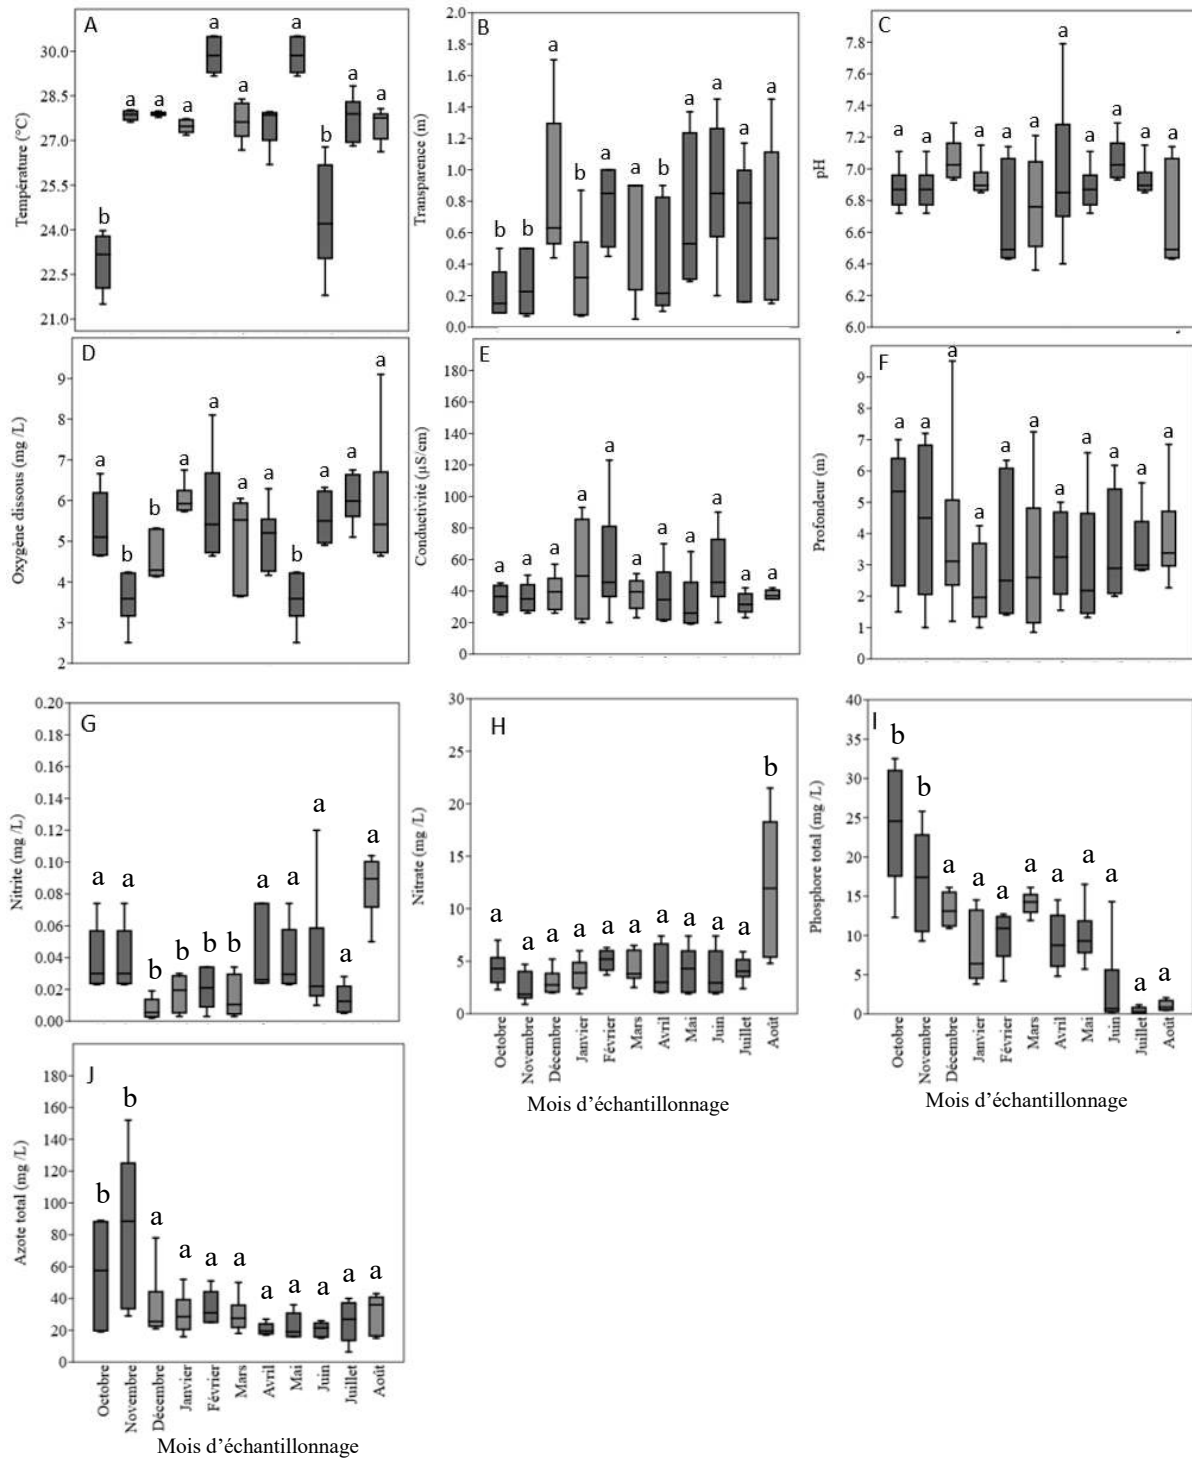 A
Température (°C)
30.0
28.5
27.0
25.5
24.0
22.5
21.0
b a a a a a a b a a
B
Transparence (m)
2.0
1.8
1.6
1.4
1.2
1.0
0.8
0.6
0.4
0.2
0.0
b b a b a a b a a a a
C
pH
7.8
7.6
7.4
7.2
7.0
6.8
6.6
6.4
6.2
6.0
a a a a a a a a a a
D
Oxygène dissous (mg /L)
9
8
7
6
5
4
3
2
a b b a a a a b a a a
E
Conductivité (µS/cm)
180
160
140
120
100
80
60
40
20
0
a a a a a a a a a a a
F
Profondeur (m)
9
8
7
6
5
4
3
2
1
0
a a a a a a a a a a a
G
Nitrite (mg /L)
0.20
0.18
0.16
0.14
0.12
0.10
0.08
0.06
0.04
0.02
0.00
a a b b b b a a a a a
H
Nitrate (mg /L)
30
25
20
15
10
5
0
a a a a a a a a a a b
Octobre
Novembre
Décembre
Janvier
Février
Mars
Avril
Mai
Juin
Juillet
Août
Mois d’échantillonnage
I
Phosphore total (mg /L)
40
35
30
25
20
15
10
5
0
b b a a a a a a a a a
Octobre
Novembre
Décembre
Janvier
Février
Mars
Avril
Mai
Juin
Juillet
Août
Mois d’échantillonnage
J
Azote total (mg /L)
180
160
140
120
100
80
60
40
20
0
b b a a a a a a a a a
Octobre
Novembre
Décembre
Janvier
Février
Mars
Avril
Mai
Juin
Juillet
Août
Mois d’échantillonnage